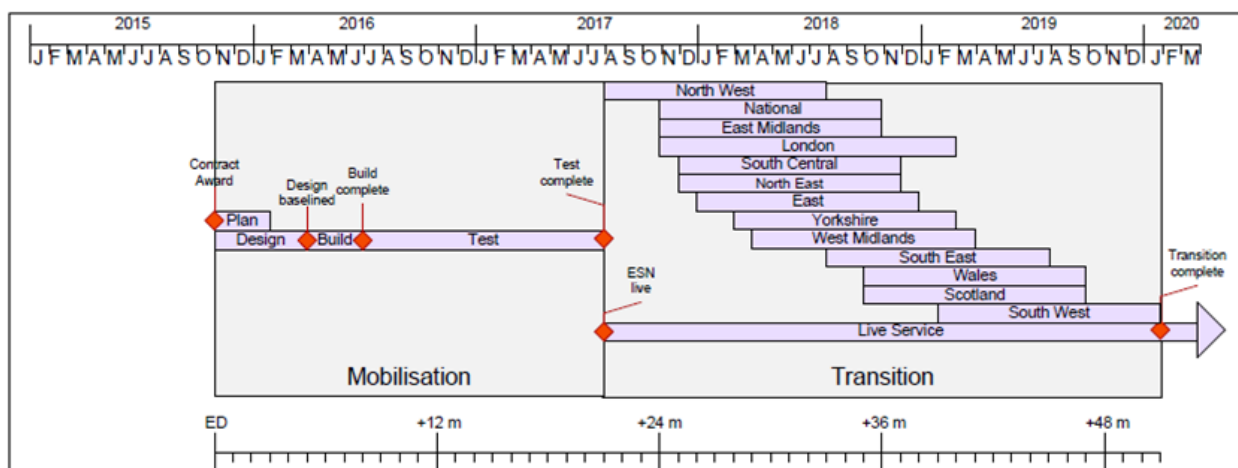 2015 2016 2017 2018 2019 2020
J F M A M J J A S O N D J F M A M J J A S O N D J F M A M J J A S O N D J F M A M J J A S O N D J F M A M J J A S O N D J F M
North West
National
East Midlands
London
South Central
North East
East
Yorkshire
West Midlands
South East
Wales
Scotland
South West
Live Service
Contract
Award
Design
baselined
Build
complete
Test
complete
Plan
Design Build Test
ESN
live
Transition
complete
Mobilisation Transition
ED +12 m +24 m +36 m +48 m